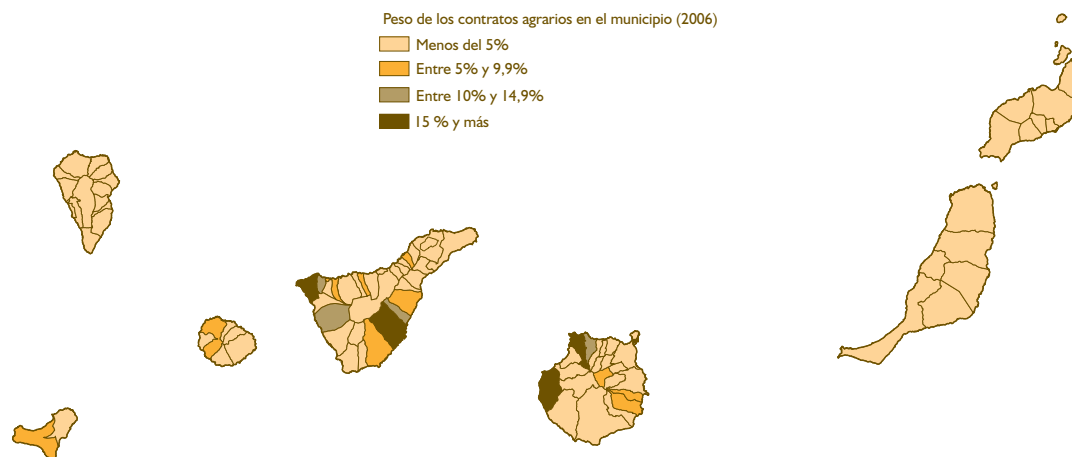 Peso de los contratos agrarios en el municipio (2006)
Menos del 5%
Entre 5% y 9,9%
Entre 10% y 14,9%
15 % y más